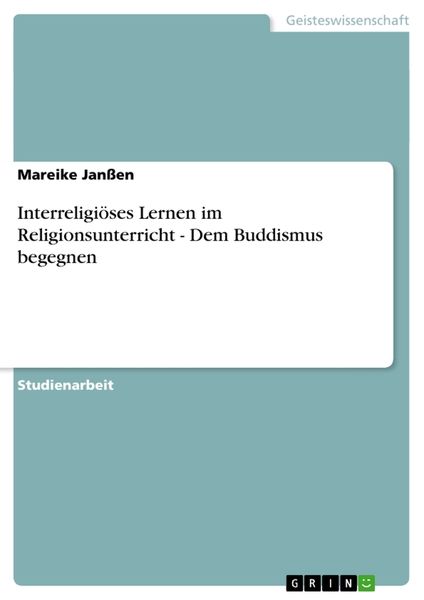 Geisteswissenschaft
Mareike Janßen
Interreligiöses Lernen im
Religionsunterricht - Dem Buddismus
begegnen
Studienarbeit
GRIN